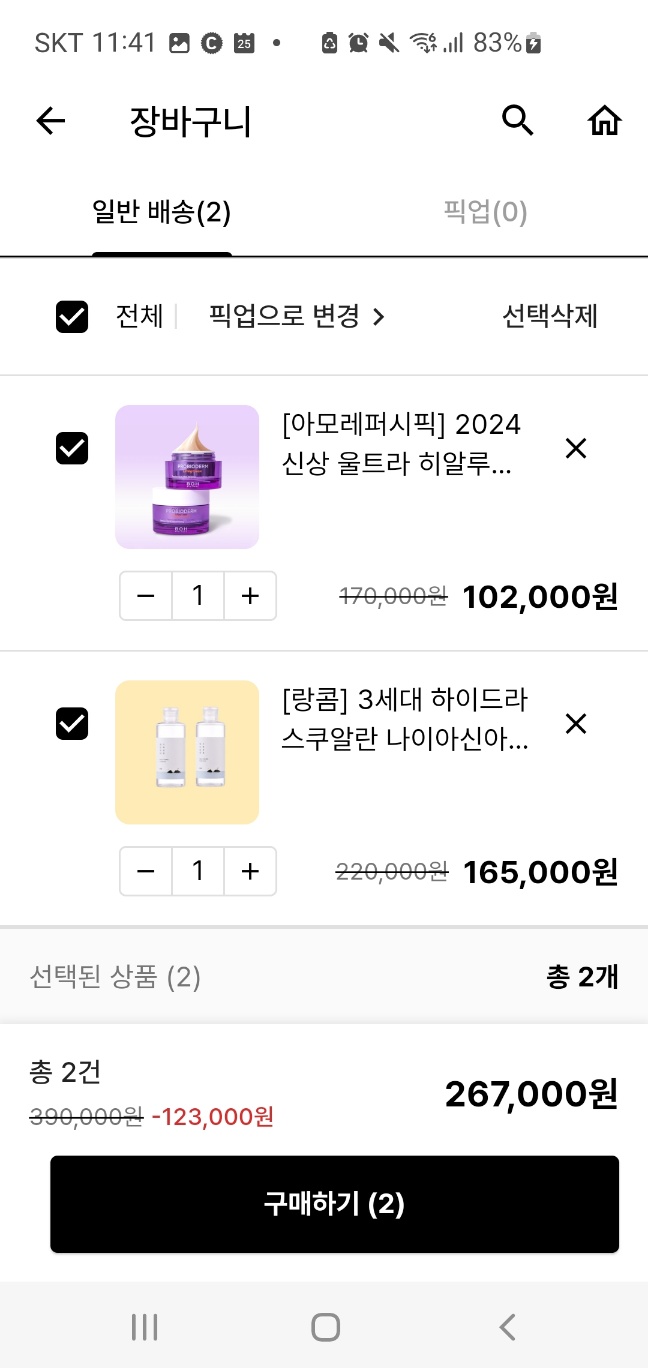 SKT 11:41 25 83%
장바구니
일반 배송(2) 픽업(0)
전체 픽업으로 변경 선택삭제
[아모레퍼시픽] 2024
신상 울트라 히알루...
PROBIODERM
BIOH
PROBIODERM
BIOH
1 170,000원 102,000원
[랑콤] 3세대 하이드라
스쿠알란 나이아신아...
1 220,000원 165,000원
선택된 상품 (2) 총 2개
총 2건
390,000원 -123,000원 267,000원
구매하기 (2)